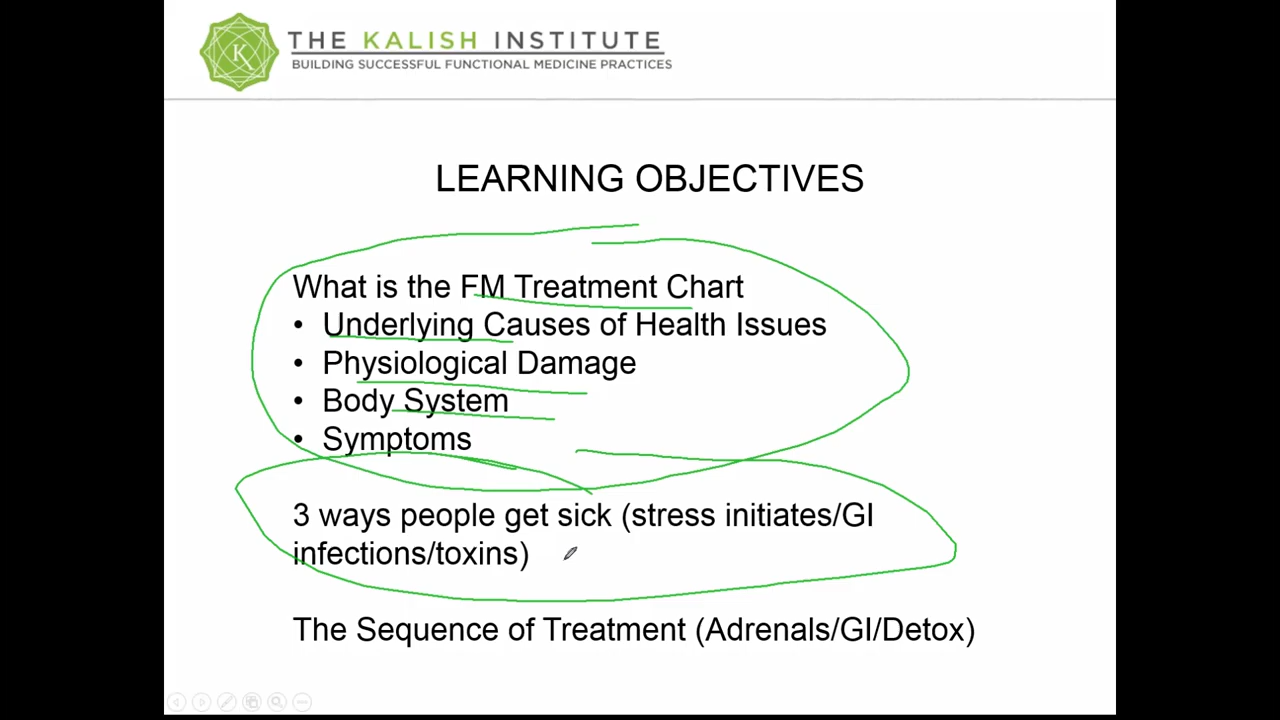 THE KALISH INSTITUTE
BUILDING SUCCESSFUL FUNCTIONAL MEDICINE PRACTICES
LEARNING OBJECTIVES
What is the FM Treatment Chart
• Underlying Causes of Health Issues
• Physiological Damage
• Body System
• Symptoms
3 ways people get sick (stress initiates/GI
infections/toxins)
The Sequence of Treatment (Adrenals/GI/Detox)